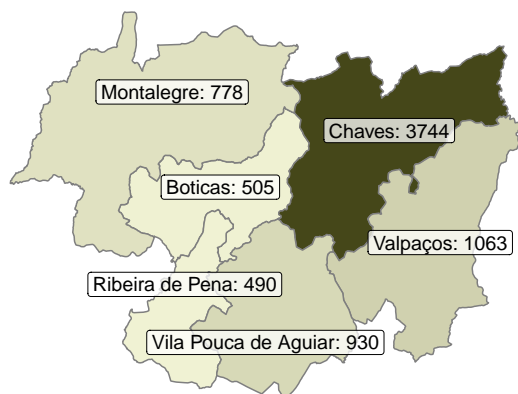 Montalegre: 778
Chaves: 3744
Boticas: 505
Valpaços: 1063
Ribeira de Pena: 490
Vila Pouca de Aguiar: 930